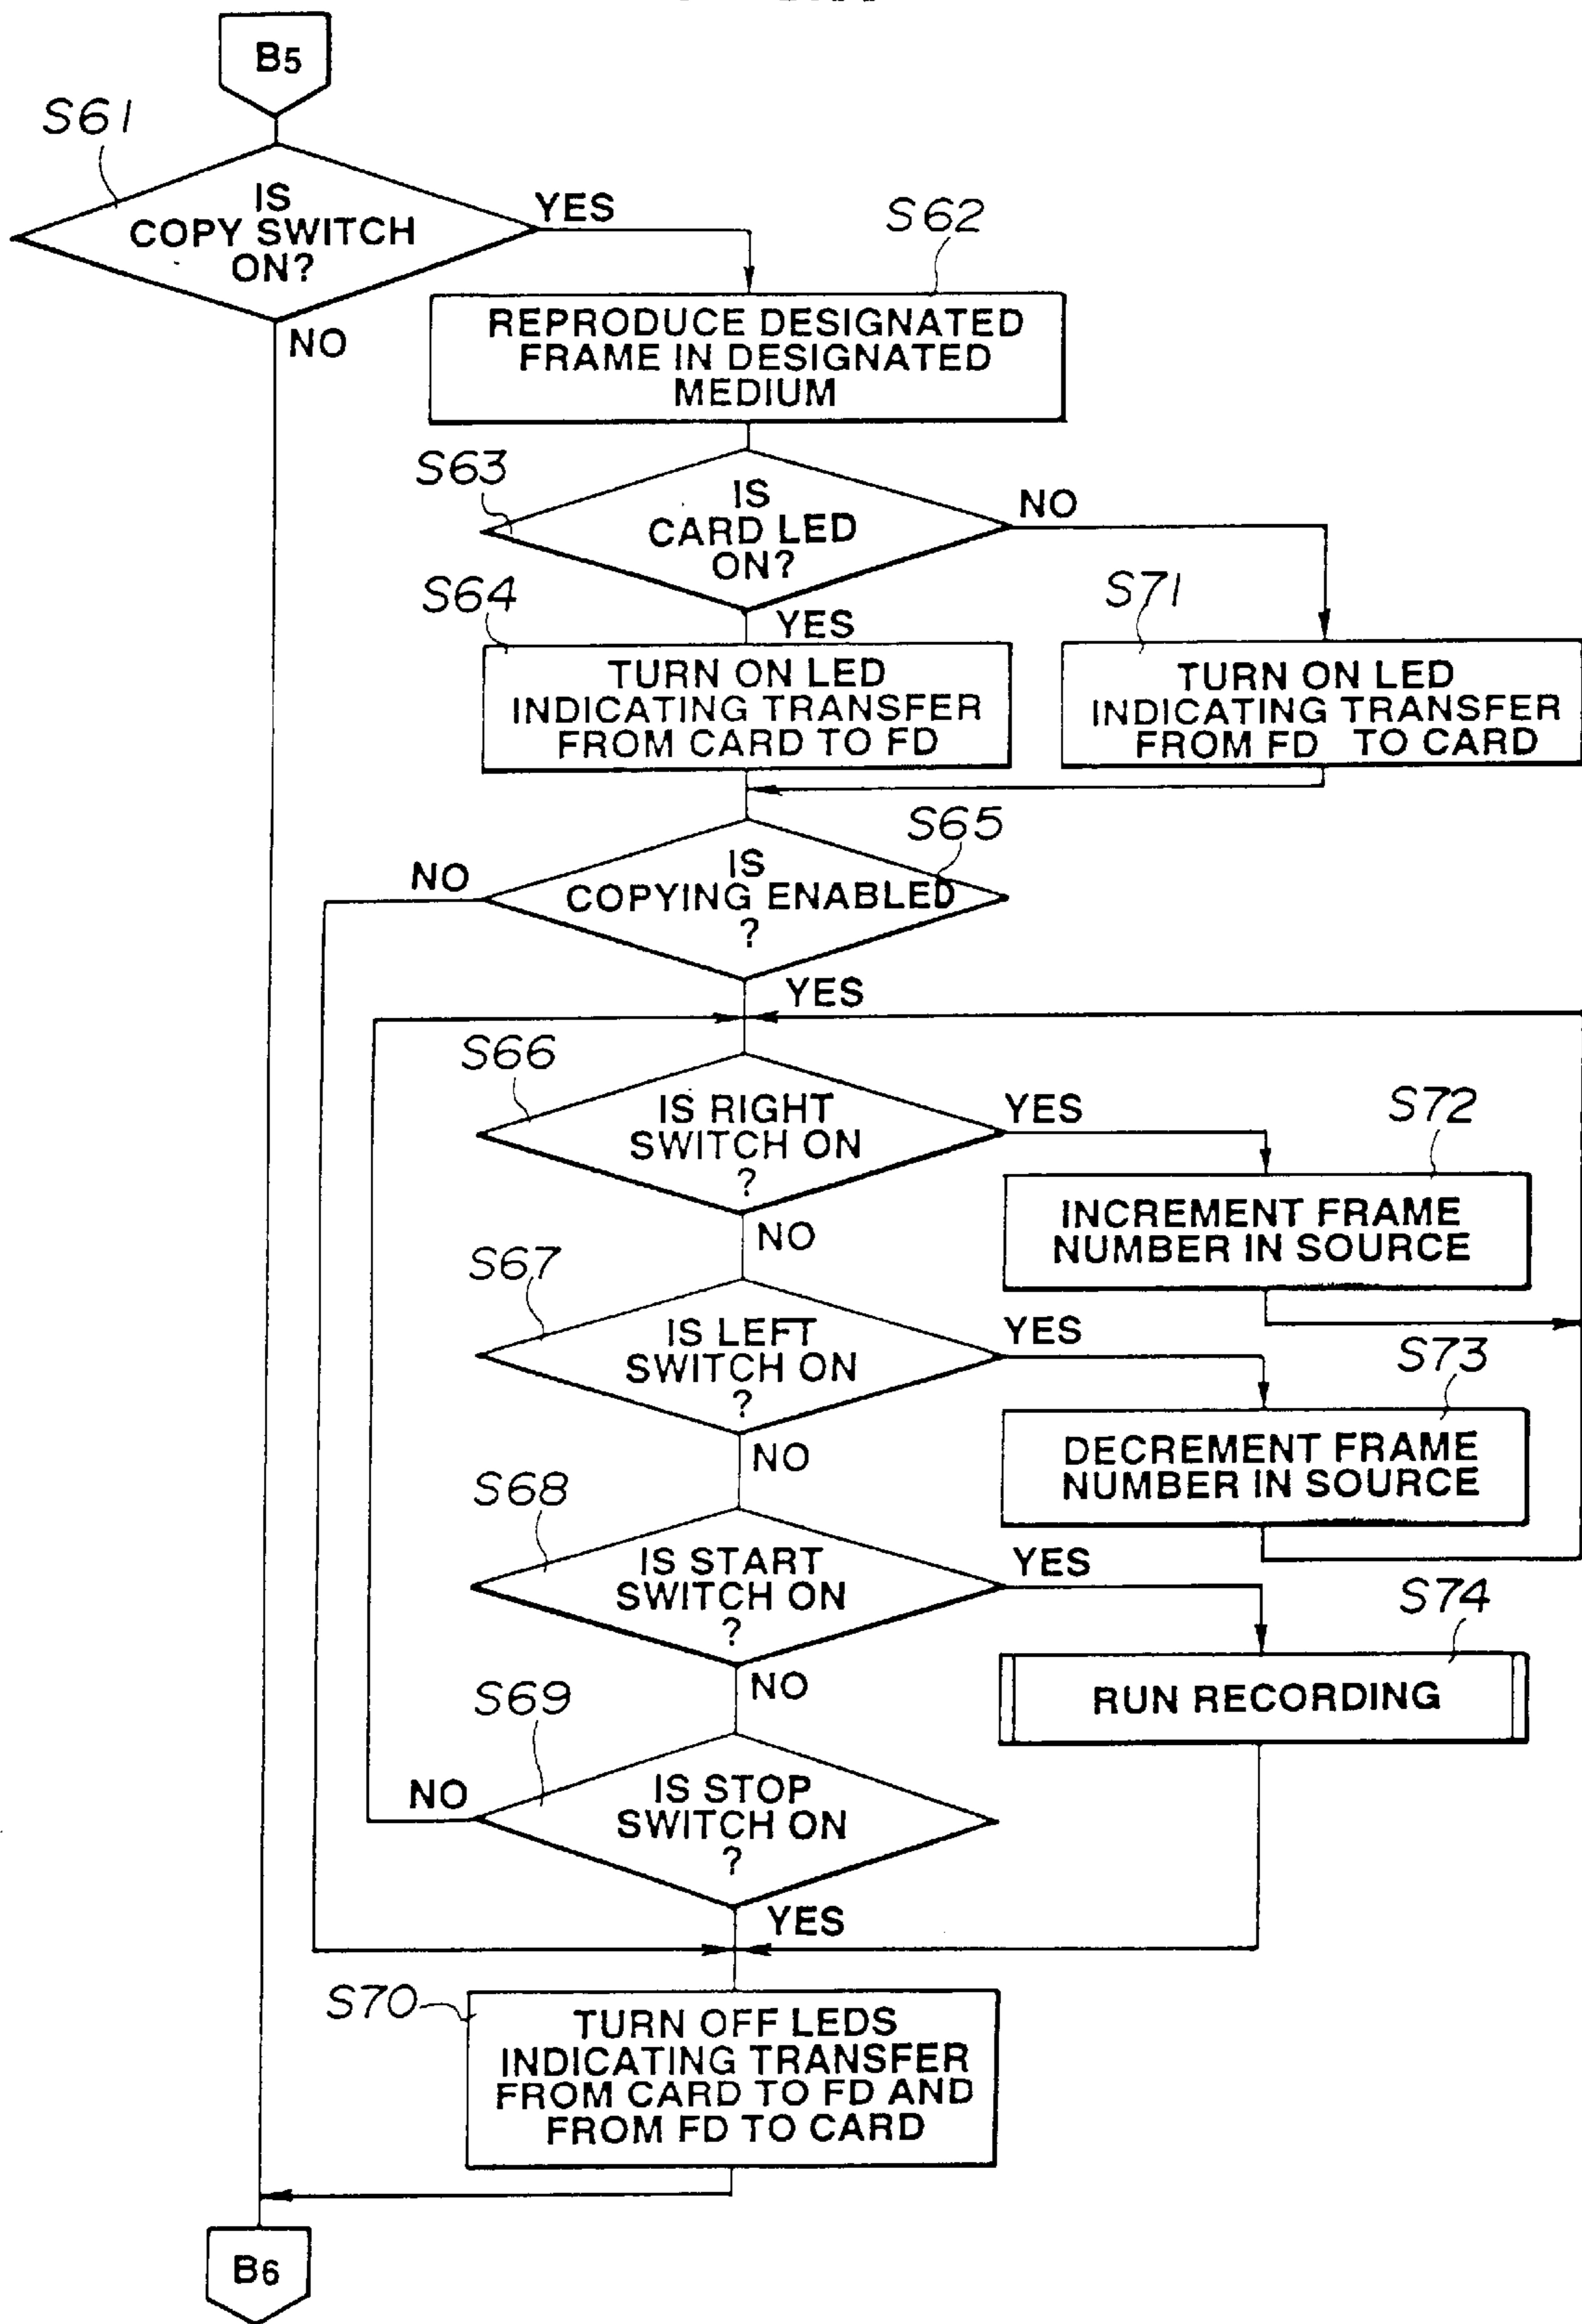 B5
S61
IS
COPY SWITCH
ON?
YES
NO
S62
REPRODUCE DESIGNATED
FRAME IN DESIGNATED
MEDIUM
S63
IS
CARD LED
ON?
NO
YES
S64
TURN ON LED
INDICATING TRANSFER
FROM CARD TO FD
S71
TURN ON LED
INDICATING TRANSFER
FROM FD TO CARD
S65
IS
COPYING ENABLED
?
NO
YES
S66
IS RIGHT
SWITCH ON
?
YES
NO
S72
INCREMENT FRAME
NUMBER IN SOURCE
S67
IS LEFT
SWITCH ON
?
YES
NO
S73
DECREMENT FRAME
NUMBER IN SOURCE
S68
IS START
SWITCH ON
?
YES
NO
S74
RUN RECORDING
S69
IS STOP
SWITCH ON
?
NO
YES
S70
TURN OFF LEDS
INDICATING TRANSFER
FROM CARD TO FD AND
FROM FD TO CARD
B6